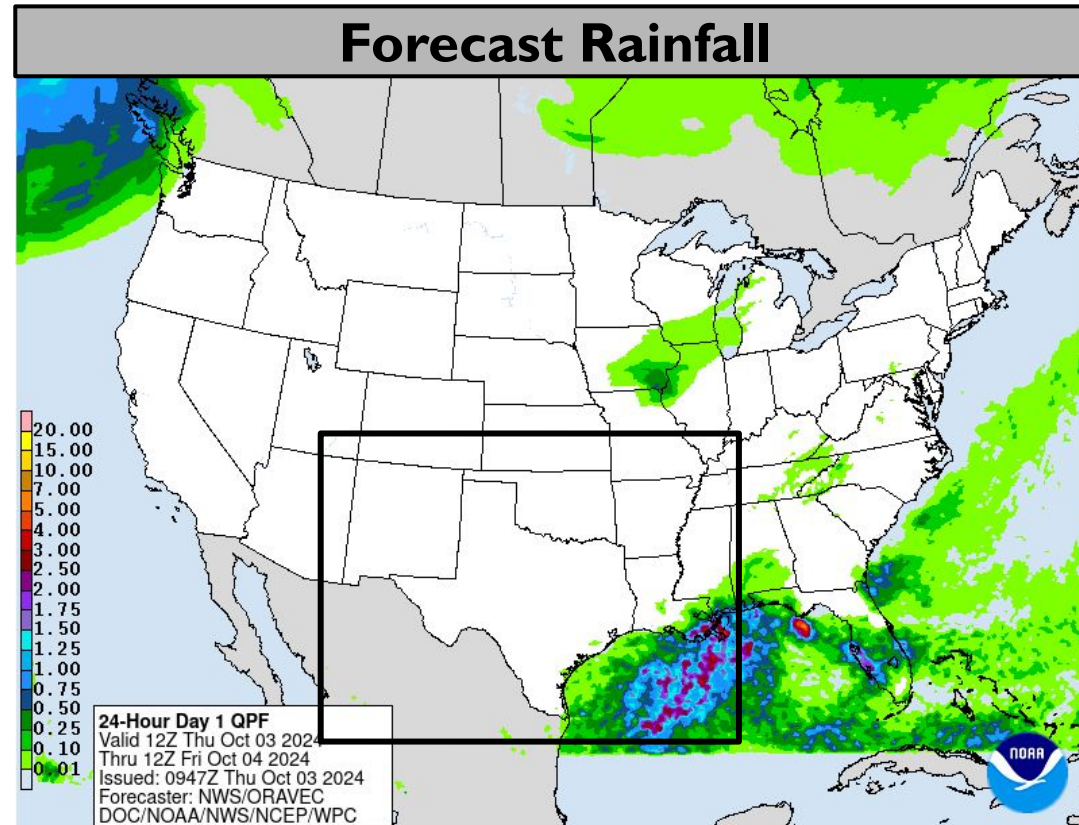 Forecast Rainfall
20.00
15.00
10.00
7.00
5.00
4.00
3.00
2.50
2.00
1.75
1.50
1.25
1.00
0.75
0.50
0.25
0.10
0.01
24-Hour Day 1 QPF
Valid 12Z Thu Oct 03 2024
Thru 12Z Fri Oct 04 2024
Issued: 0947Z Thu Oct 03 2024
Forecaster: NWS/ORAVEC
DOC/NOAA/NWS/NCEP/WPC
NOAA